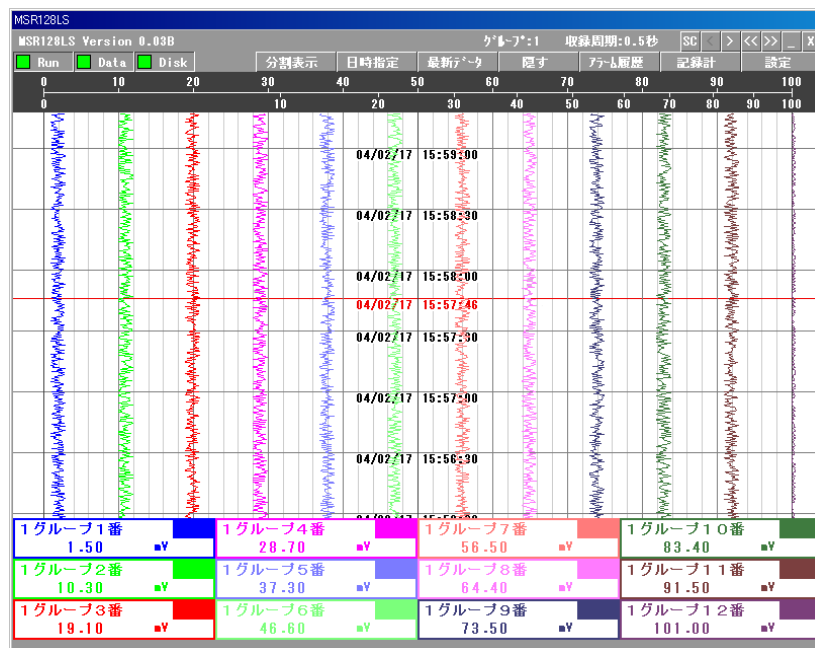 MSR128LS
MSR128LS Version 0.03B グループ:1 収録周期:0.5秒 SC < > << >> _ X
Run Data Disk 分割表示 日時指定 最新データ 隠す アラーム履歴 記録計 設定
0 10 20 30 40 50 60 70 80 90 100
0 10 20 30 40 50 60 70 80 90 100
04/02/17 15:59:00
04/02/17 15:58:30
04/02/17 15:58:00
04/02/17 15:57:46
04/02/17 15:57:30
04/02/17 15:57:00
04/02/17 15:56:30
1グループ1番 1グループ4番 1グループ7番 1グループ10番
1.50 mV 28.70 mV 56.50 mV 83.40 mV
1グループ2番 1グループ5番 1グループ8番 1グループ11番
10.30 mV 37.30 mV 64.40 mV 91.50 mV
1グループ3番 1グループ6番 1グループ9番 1グループ12番
19.10 mV 46.60 mV 73.50 mV 101.00 mV